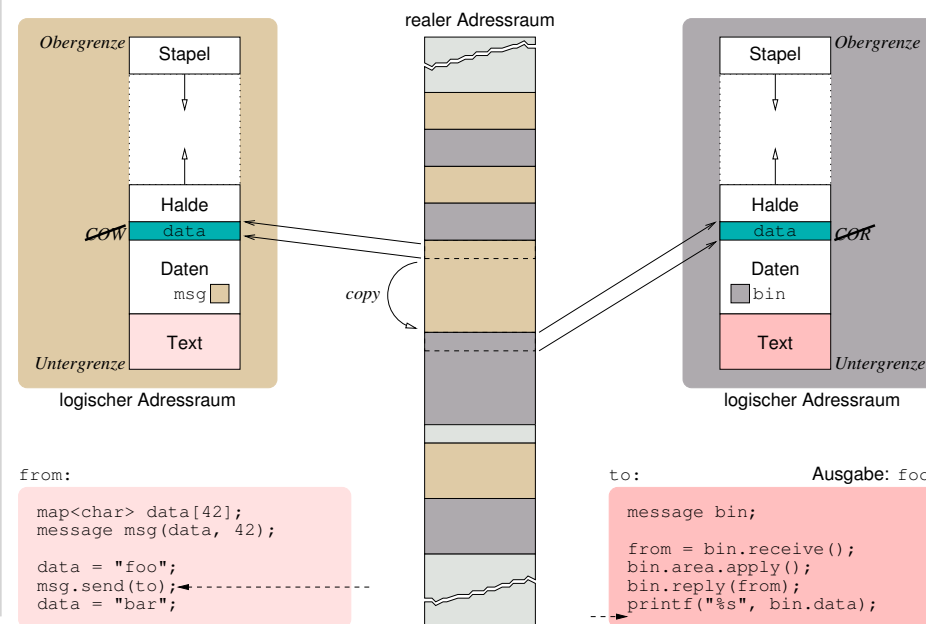 realer Adressraum
Obergrenze
Stapel
Halde
COW
data
Daten
msg
Text
Untergrenze
logischer Adressraum
copy
Obergrenze
Stapel
Halde
data
COR
Daten
bin
Text
Untergrenze
logischer Adressraum
from:
map<char> data[42];
message msg(data, 42);
data = "foo";
msg.send(to);
data = "bar";
to:
Ausgabe: foo
message bin;
from = bin.receive();
bin.area.apply();
bin.reply(from);
printf("%s", bin.data);